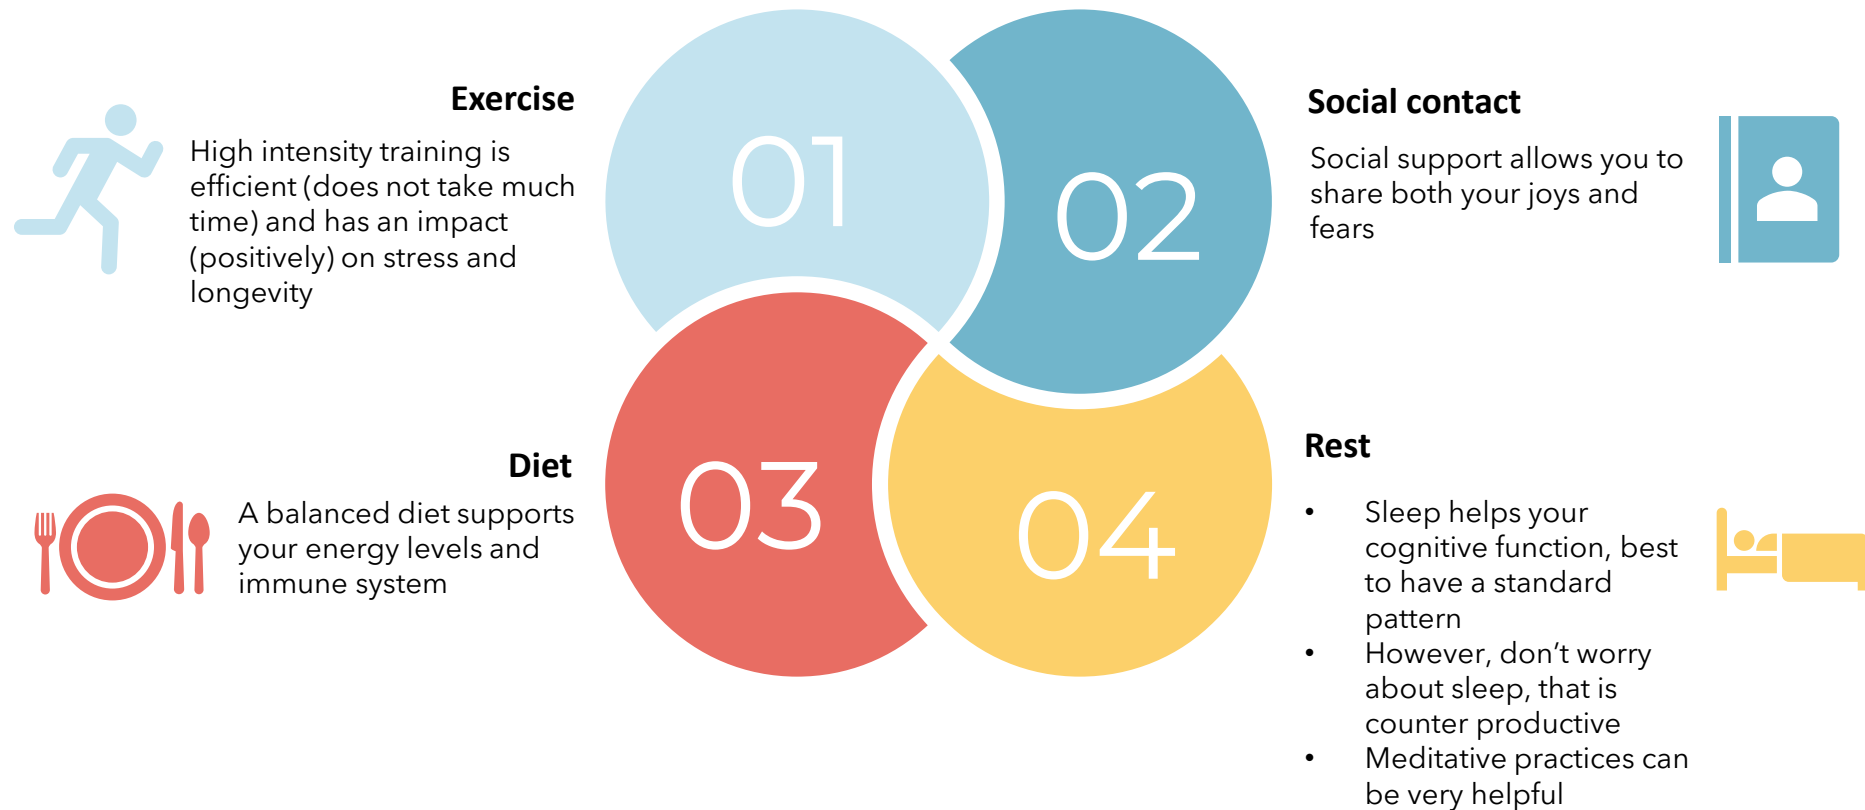 Exercise
High intensity training is
efficient (does not take much
time) and has an impact
(positively) on stress and
longevity
01
02
Social contact
Social support allows you to
share both your joys and
fears
Diet
A balanced diet supports
your energy levels and
immune system
03
04
Rest
• Sleep helps your
cognitive function, best
to have a standard
pattern
• However, don’t worry
about sleep, that is
counter productive
• Meditative practices can
be very helpful